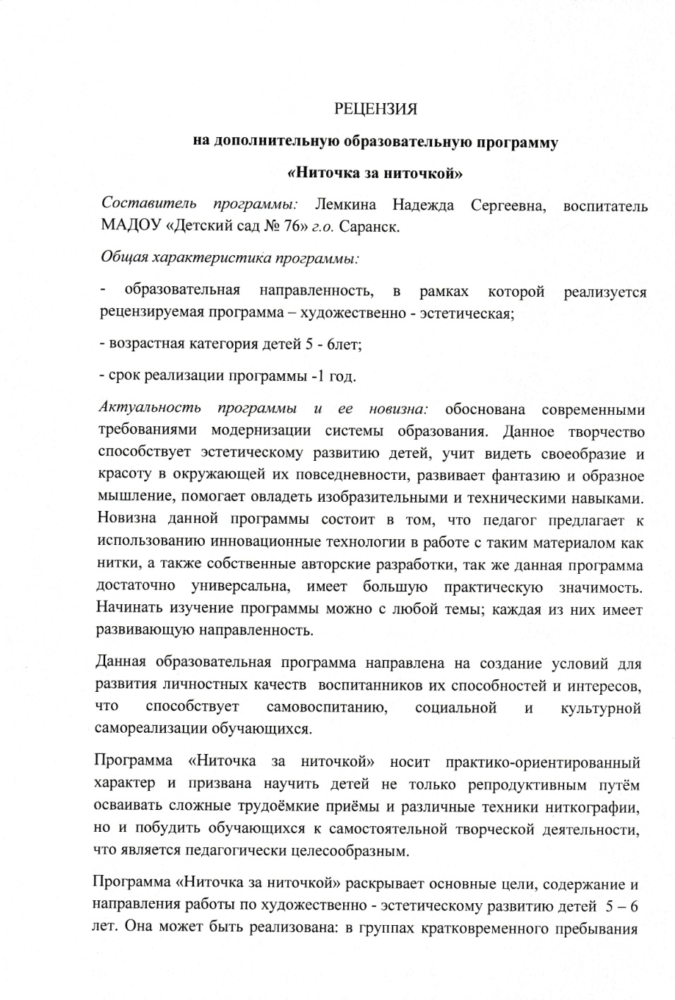 РЕЦЕНЗИЯ
на дополнительную образовательную программу
«Ниточка за ниточкой»
Составитель программы: Лемкина Надежда Сергеевна, воспитатель
МАДОУ «Детский сад № 76» г.о. Саранск.
Общая характеристика программы:
- образовательная направленность, в рамках которой реализуется
рецензируемая программа – художественно - эстетическая;
- возрастная категория детей 5 - 6лет;
- срок реализации программы -1 год.
Актуальность программы и ее новизна: обоснована современными
требованиями модернизации системы образования. Данное творчество
способствует эстетическому развитию детей, учит видеть своеобразие и
красоту в окружающей их повседневности, развивает фантазию и образное
мышление, помогает овладеть изобразительными и техническими навыками.
Новизна данной программы состоит в том, что педагог предлагает к
использованию инновационные технологии в работе с таким материалом как
нитки, а также собственные авторские разработки, так же данная программа
достаточно универсальна, имеет большую практическую значимость.
Начинать изучение программы можно с любой темы; каждая из них имеет
развивающую направленность.
Данная образовательная программа направлена на создание условий для
развития личностных качеств воспитанников их способностей и интересов,
что способствует самовоспитанию, социальной и культурной
самореализации обучающихся.
Программа «Ниточка за ниточкой» носит практико-ориентированный
характер и призвана научить детей не только репродуктивным путём
осваивать сложные трудоёмкие приёмы и различные техники ниткографии,
но и побудить обучающихся к самостоятельной творческой деятельности,
что является педагогически целесообразным.
Программа «Ниточка за ниточкой» раскрывает основные цели, содержание и
направления работы по художественно - эстетическому развитию детей 5 – 6
лет. Она может быть реализована: в группах кратковременного пребывания